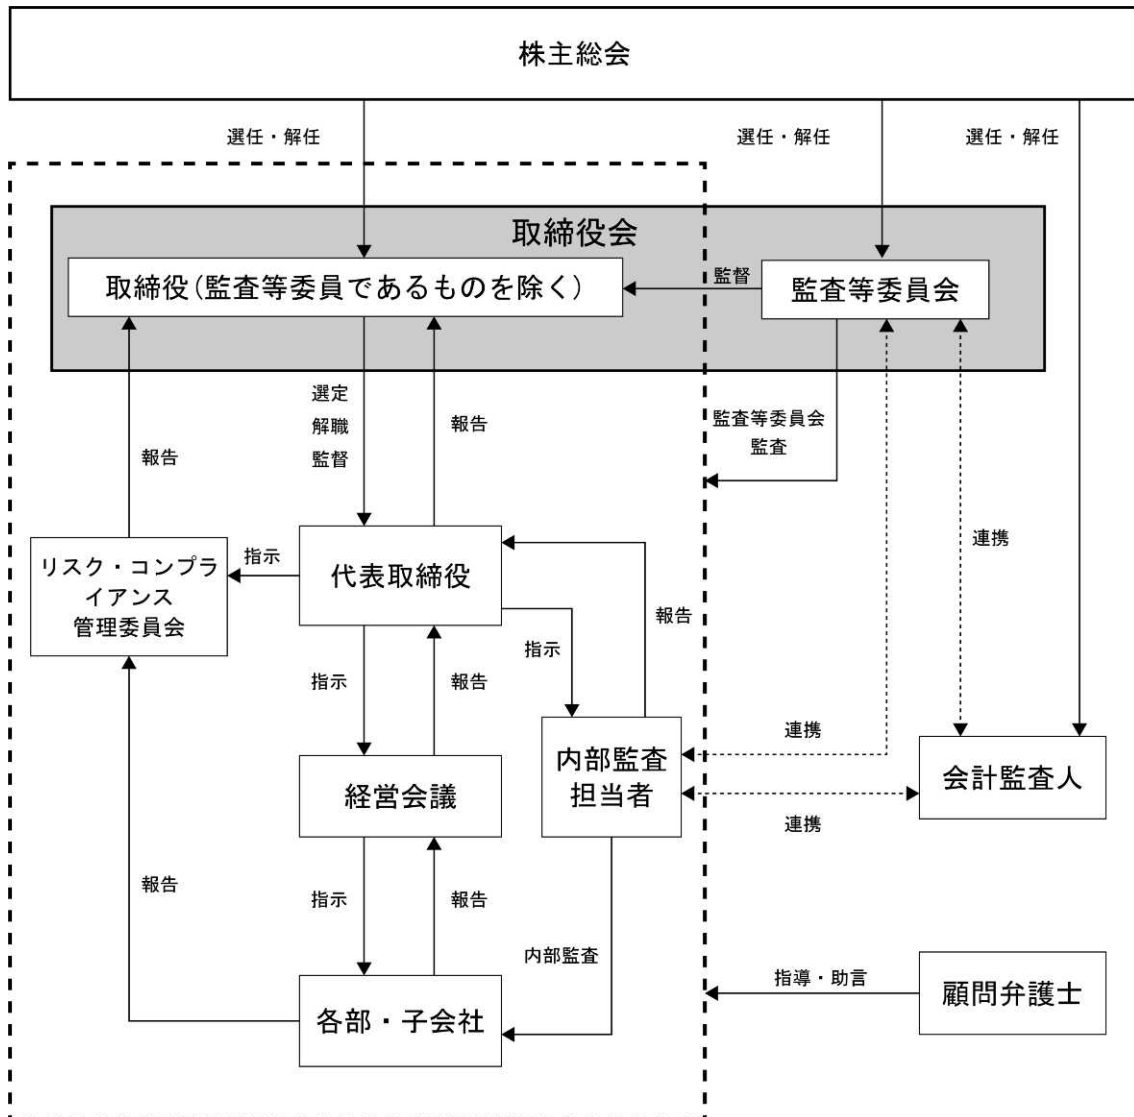 株主総会
選任・解任
選任・解任
選任・解任
取締役会
取締役(監査等委員であるものを除く)
監督
監査等委員会
選定
解職
監督
報告
報告
監査等委員会
監査
リスク・コンプラ
イアンス
管理委員会
指示
代表取締役
連携
指示
報告
指示
報告
内部監査
担当者
連携
会計監査人
経営会議
連携
報告
指示
報告
内部監査
各部・子会社
指導・助言
顧問弁護士